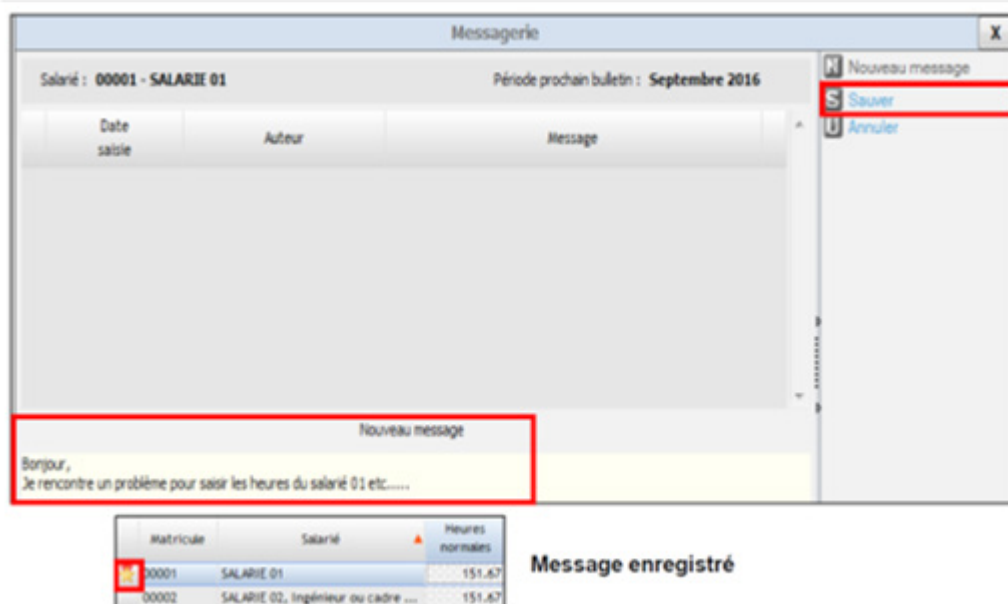 Messagerie
X
Salarié : 00001 - SALARIE 01
Période prochain bulletin : Septembre 2016
N Nouveau message
S Sauver
U Annuler
Date saisie
Auteur
Message
Nouveau message
Bonjour,
Je rencontre un problème pour saisir les heures du salarié 01 etc.....
Matricule
Salarié
Heures normales
00001
SALARIE 01
151.67
00002
SALARIE 02, Ingénieur ou cadre ...
151.67
Message enregistré